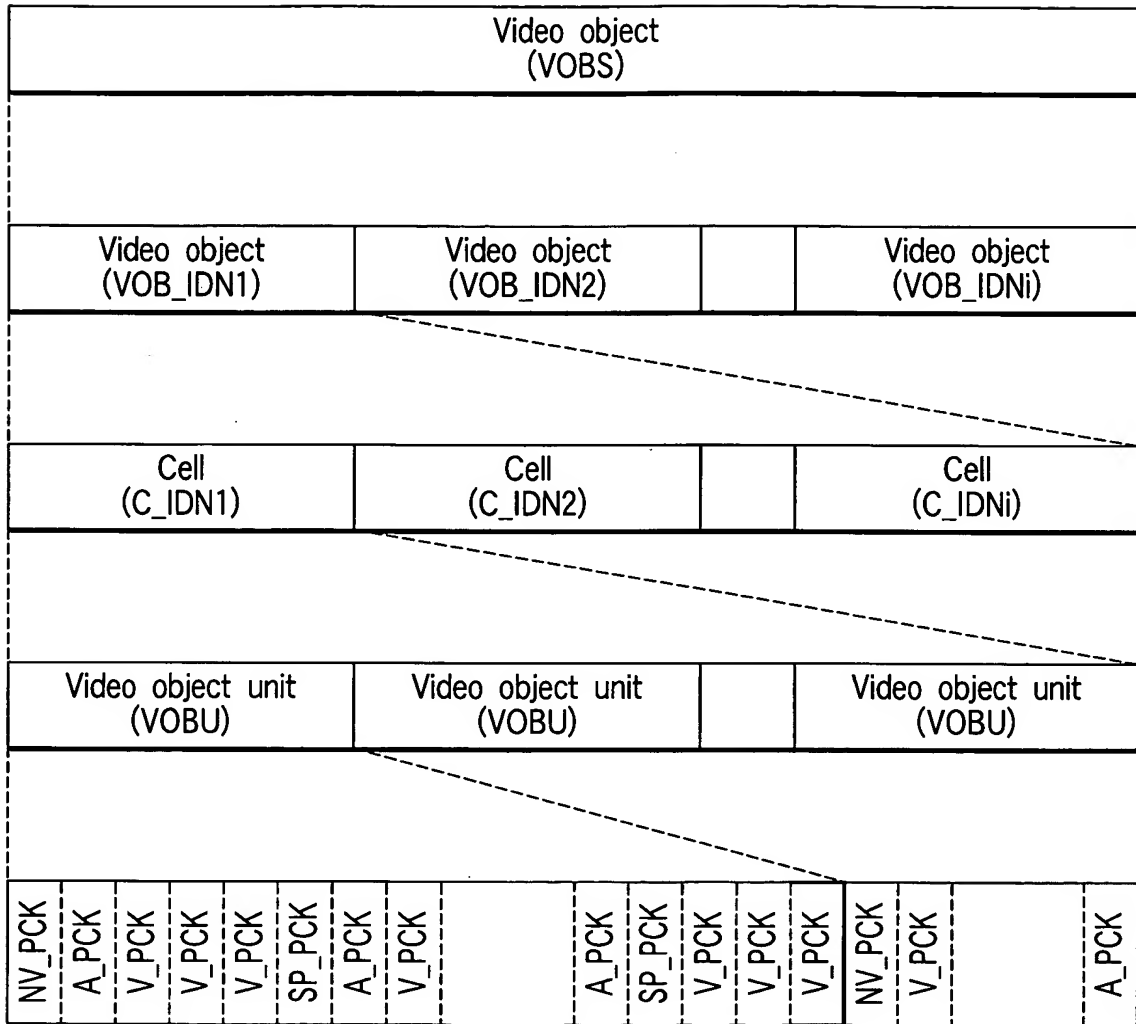 Video object
(VOBS)
Video object
(VOB_IDN1)
Video object
(VOB_IDN2)
Video object
(VOB_IDNi)
Cell
(C_IDN1)
Cell
(C_IDN2)
Cell
(C_IDNi)
Video object unit
(VOBU)
Video object unit
(VOBU)
Video object unit
(VOBU)
NV_PCK
A_PCK
V_PCK
V_PCK
V_PCK
SP_PCK
A_PCK
V_PCK
A_PCK
SP_PCK
V_PCK
V_PCK
V_PCK
NV_PCK
V_PCK
A_PCK